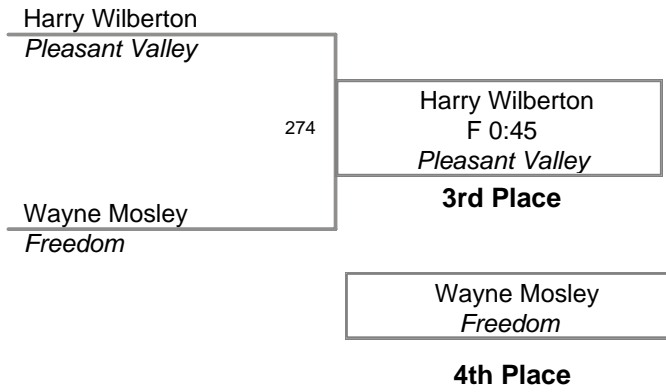 Harry Wilberton
Pleasant Valley
274
Harry Wilberton
F 0:45
Pleasant Valley
3rd Place
Wayne Mosley
Freedom
Wayne Mosley
Freedom
4th Place